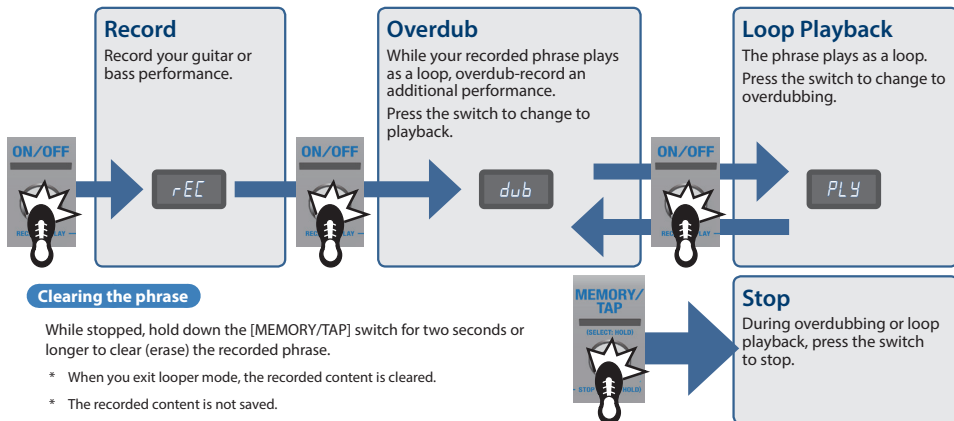 Record
Record your guitar or
bass performance.
Overdub
While your recorded phrase plays
as a loop, overdub-record an
additional performance.
Press the switch to change to
playback.
Loop Playback
The phrase plays as a loop.
Press the switch to change to
overdubbing.
ON/OFF
rEC
ON/OFF
dub
ON/OFF
PLY
Clearing the phrase
While stopped, hold down the [MEMORY/TAP] switch for two seconds or
longer to clear (erase) the recorded phrase.
* When you exit looper mode, the recorded content is cleared.
* The recorded content is not saved.
MEMORY/
TAP
(SELECT: HOLD)
STOP HOLD)
Stop
During overdubbing or loop
playback, press the switch
to stop.